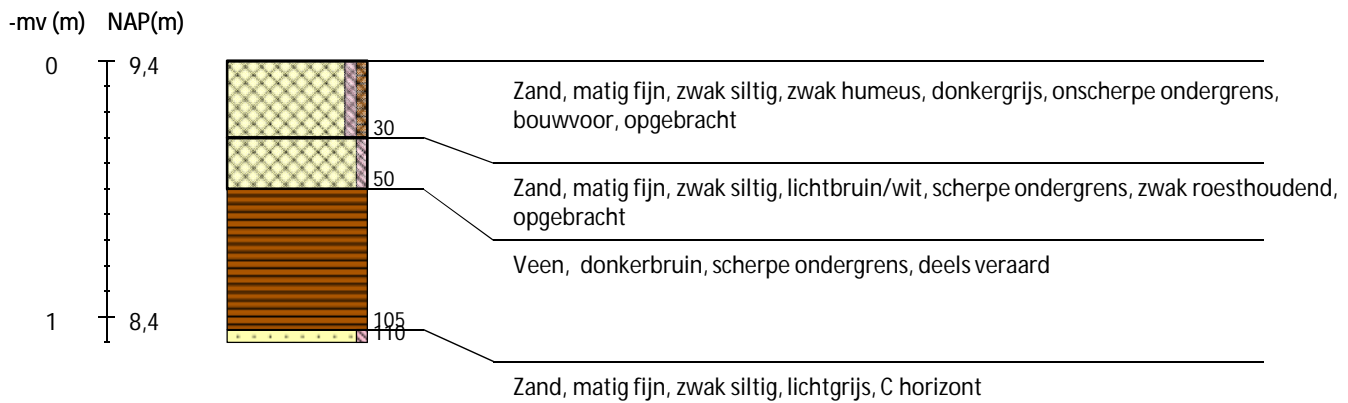 -mv (m) NAP(m)
0 9,4
Zand, matig fijn, zwak siltig, zwak humeus, donkergrijs, onscherpe ondergrens,
bouwvoor, opgebracht
30
50
Zand, matig fijn, zwak siltig, lichtbruin/wit, scherpe ondergrens, zwak roesthoudend,
opgebracht
Veen, donkerbruin, scherpe ondergrens, deels veraard
1 8,4
105
110
Zand, matig fijn, zwak siltig, lichtgrijs, C horizont